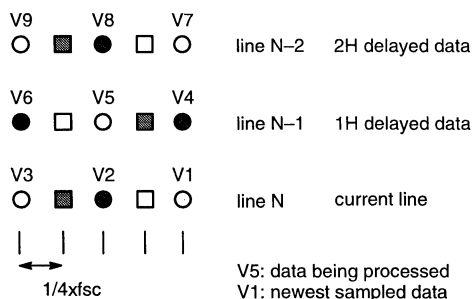 V9 V8 V7
line N–2 2H delayed data
V6 V5 V4
line N–1 1H delayed data
V3 V2 V1
line N current line
1/4xfsc
V5: data being processed
V1: newest sampled data